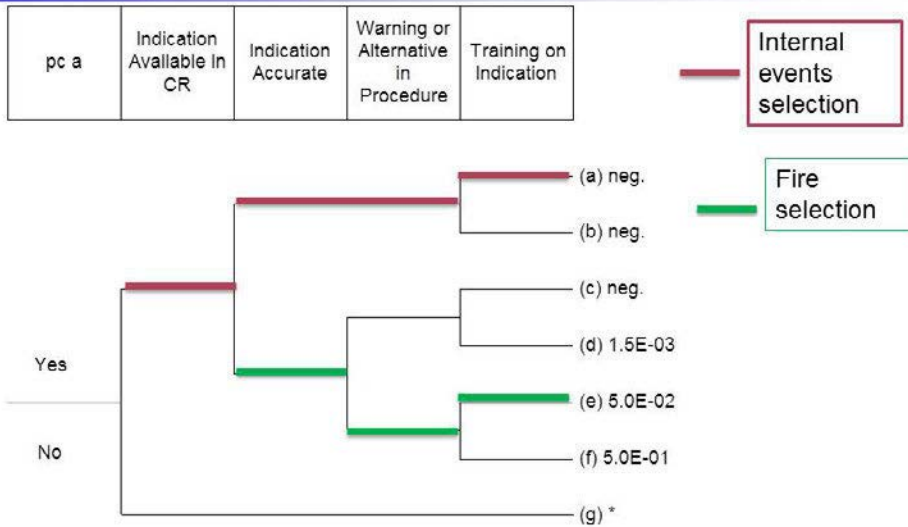 pc a
Indication
Available In
CR
Indication
Accurate
Warning or
Alternative
in
Procedure
Training on
Indication
Internal
events
selection
Fire
selection
(a) neg.
(b) neg.
(c) neg.
(d) 1.5E-03
Yes
(e) 5.0E-02
No
(f) 5.0E-01
(g) *